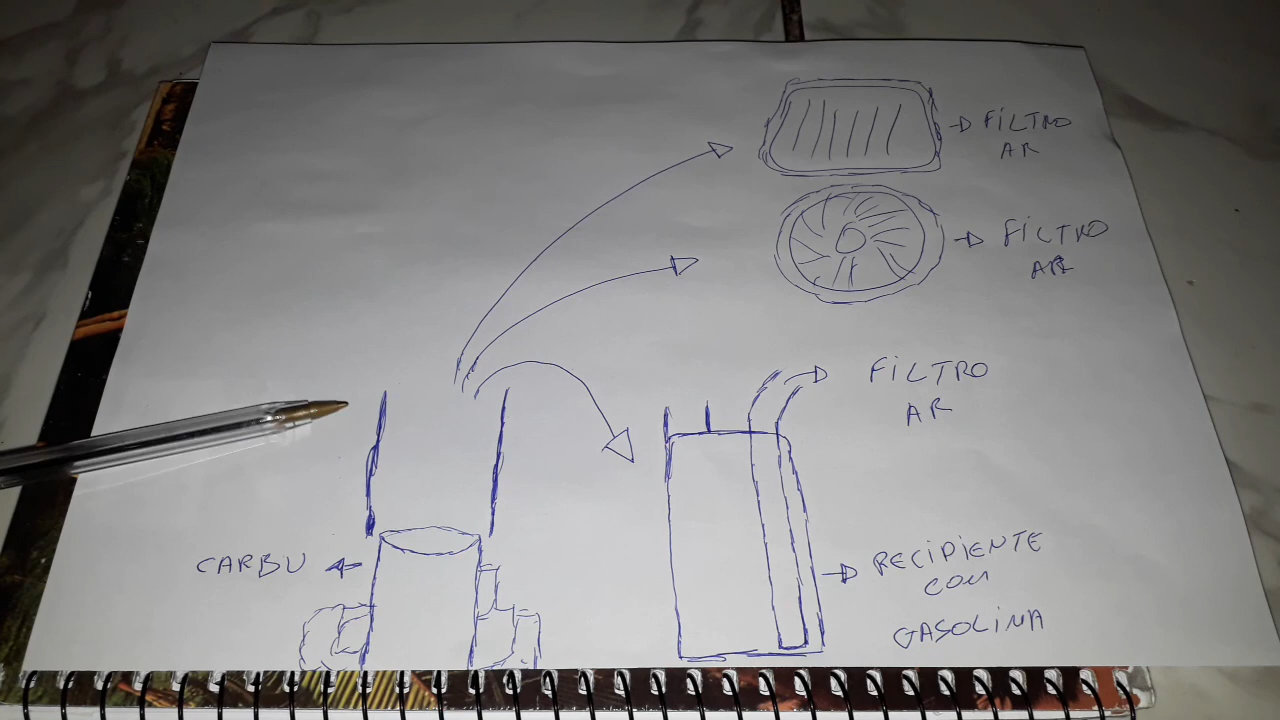 FILTRO
AR
FILTRO
AR
FILTRO
AR
CARBU
RECIPIENTE
COM
GASOLINA